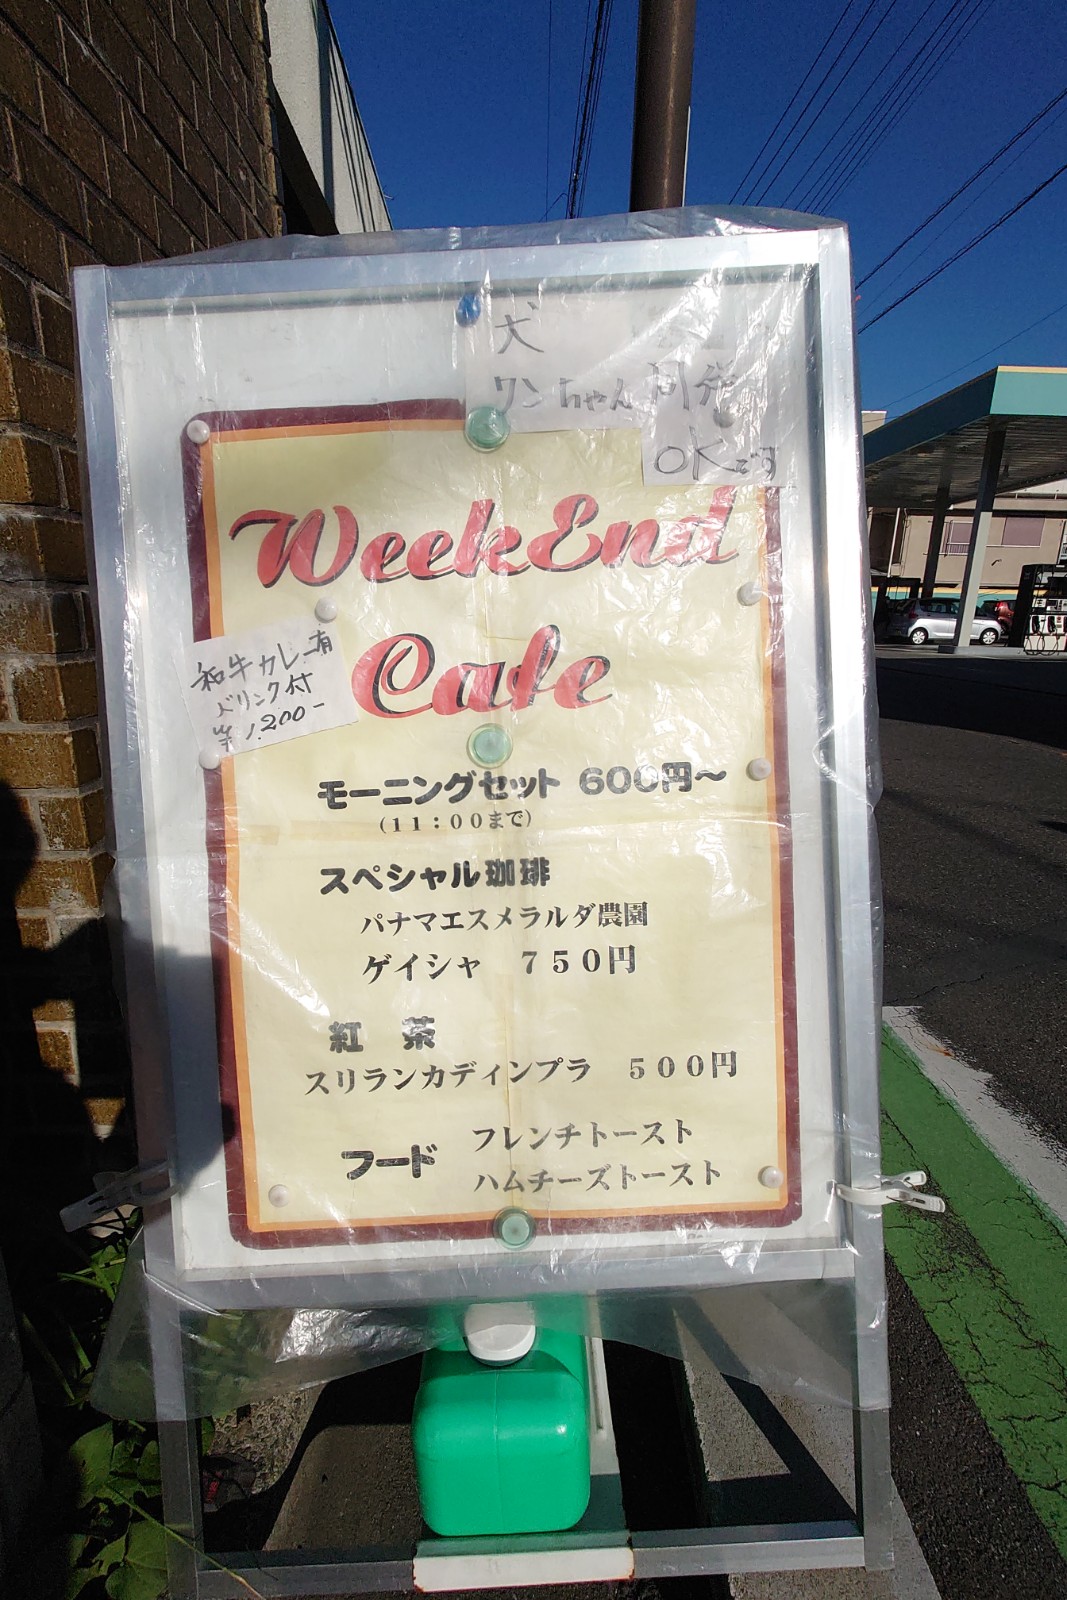 犬
ワンちゃん同伴
OKです
WeekEnd
Cafe
和牛カレー有
ドリンク付
¥1,200-
モーニングセット 600円〜
(11:00まで)
スペシャル珈琲
パナマエスメラルダ農園
ゲイシャ 750円
紅 茶
スリランカディンプラ 500円
フード
フレンチトースト
ハムチーズトースト